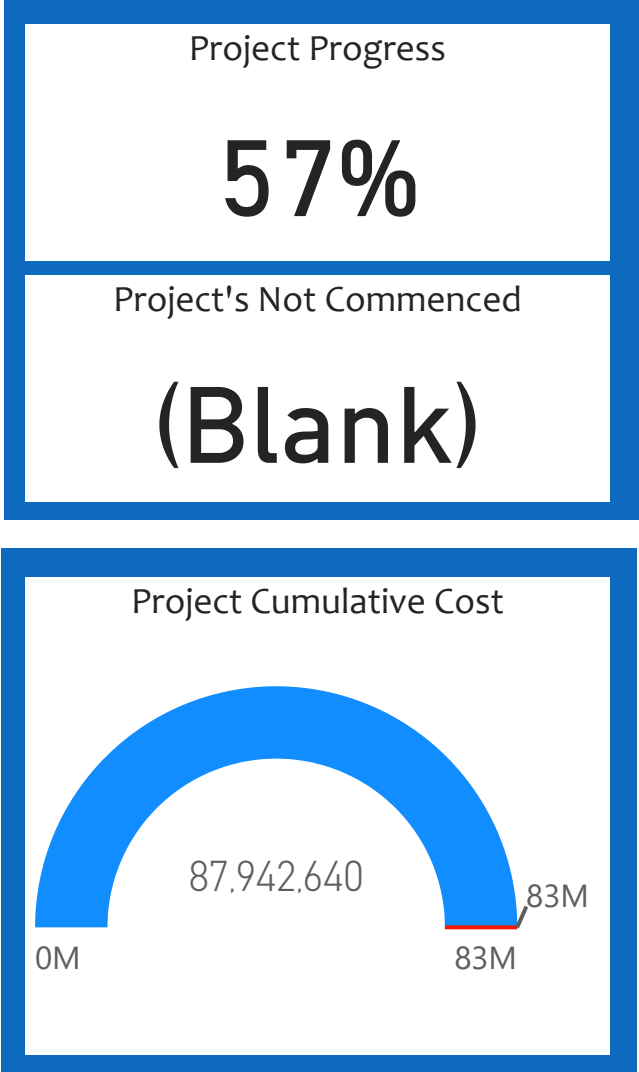 Project Progress
57%
Project's Not Commenced
(Blank)
Project Cumulative Cost
87,942,640
83M
0M
83M